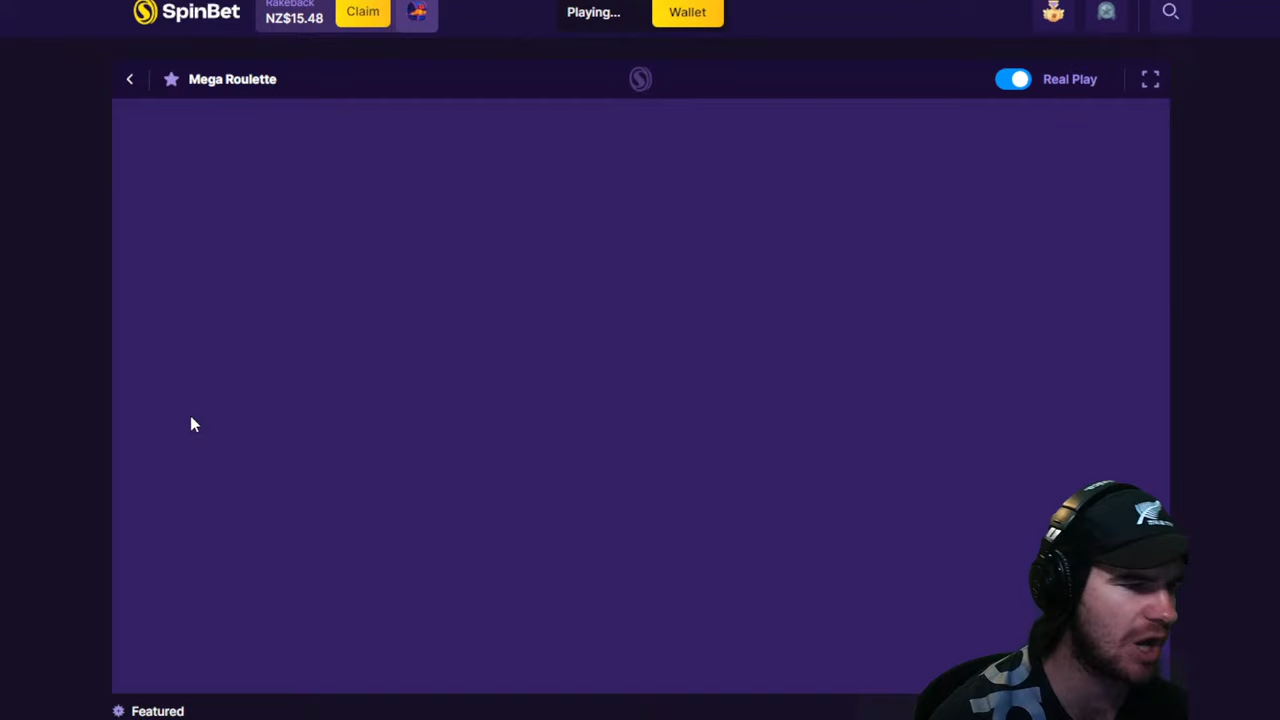 SpinBet
Rakeback
NZ$15.48
Claim
Playing...
Wallet
Mega Roulette
Real Play
Featured